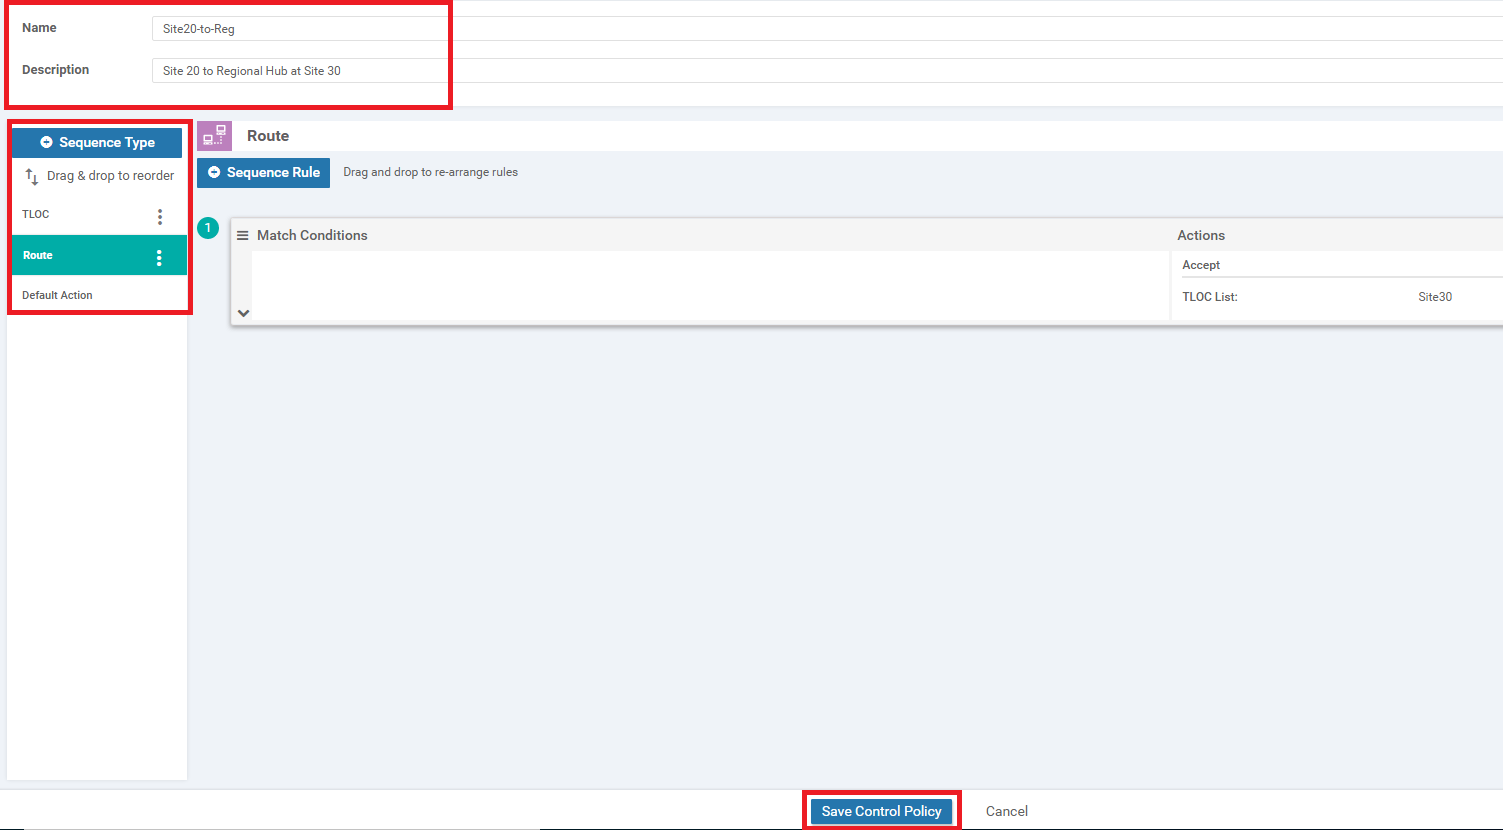 Name
Site20-to-Reg
Description
Site 20 to Regional Hub at Site 30
Sequence Type
Drag & drop to reorder
TLOC
Route
Default Action
Route
Sequence Rule
Drag and drop to re-arrange rules
1
Match Conditions
Actions
Accept
TLOC List:
Site30
Save Control Policy
Cancel